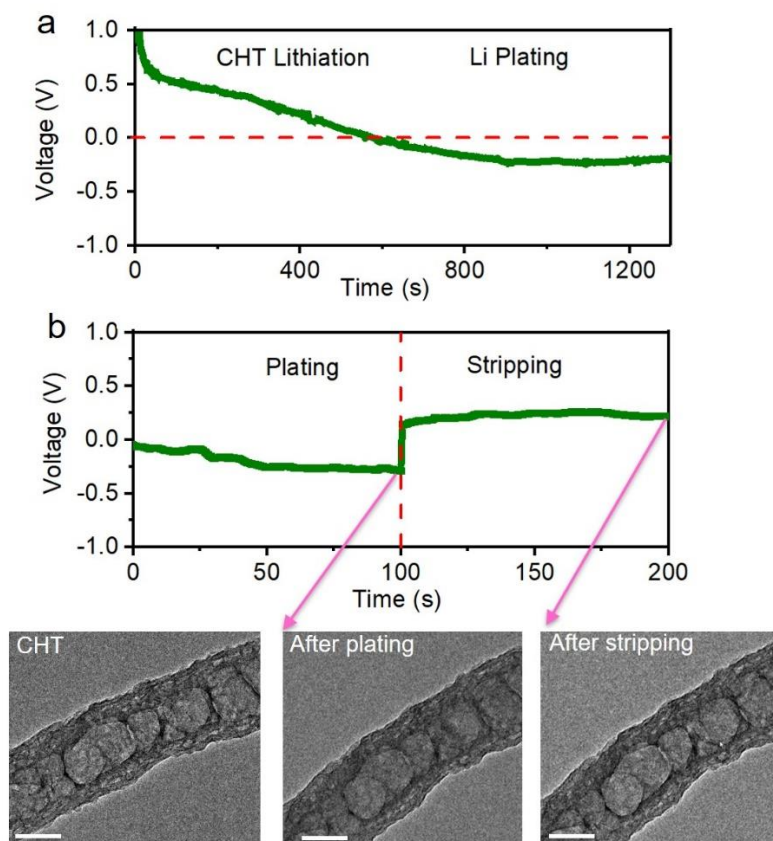 a
1.0
0.5
0.0
-0.5
-1.0
Voltage (V)
CHT Lithiation
Li Plating
0
400
800
1200
Time (s)
b
1.0
0.5
0.0
-0.5
-1.0
Voltage (V)
Plating
Stripping
0
50
100
150
200
Time (s)
CHT
After plating
After stripping